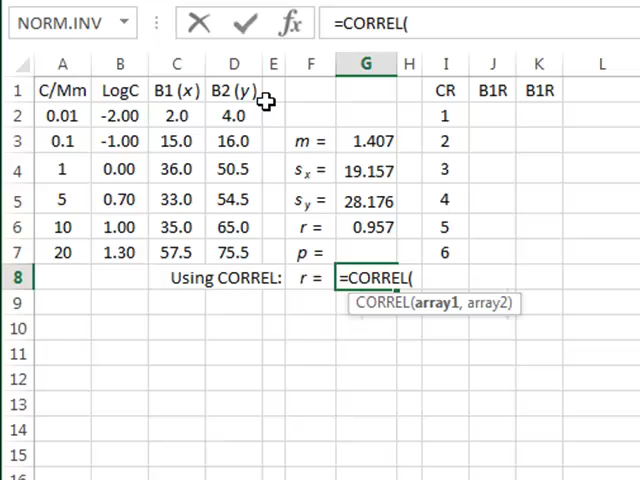 NORM.INV fx =CORREL(
A B C D E F G H I J K L
1 C/Mm LogC B1 (x) B2 (y) CR B1R B1R
2 0.01 -2.00 2.0 4.0 1
3 0.1 -1.00 15.0 16.0 m = 1.407 2
4 1 0.00 36.0 50.5 sx = 19.157 3
5 5 0.70 33.0 54.5 sy = 28.176 4
6 10 1.00 35.0 65.0 r = 0.957 5
7 20 1.30 57.5 75.5 p = 6
8 Using CORREL: r = =CORREL(
9 CORREL(array1, array2)
10
11
12
13
14
15
16